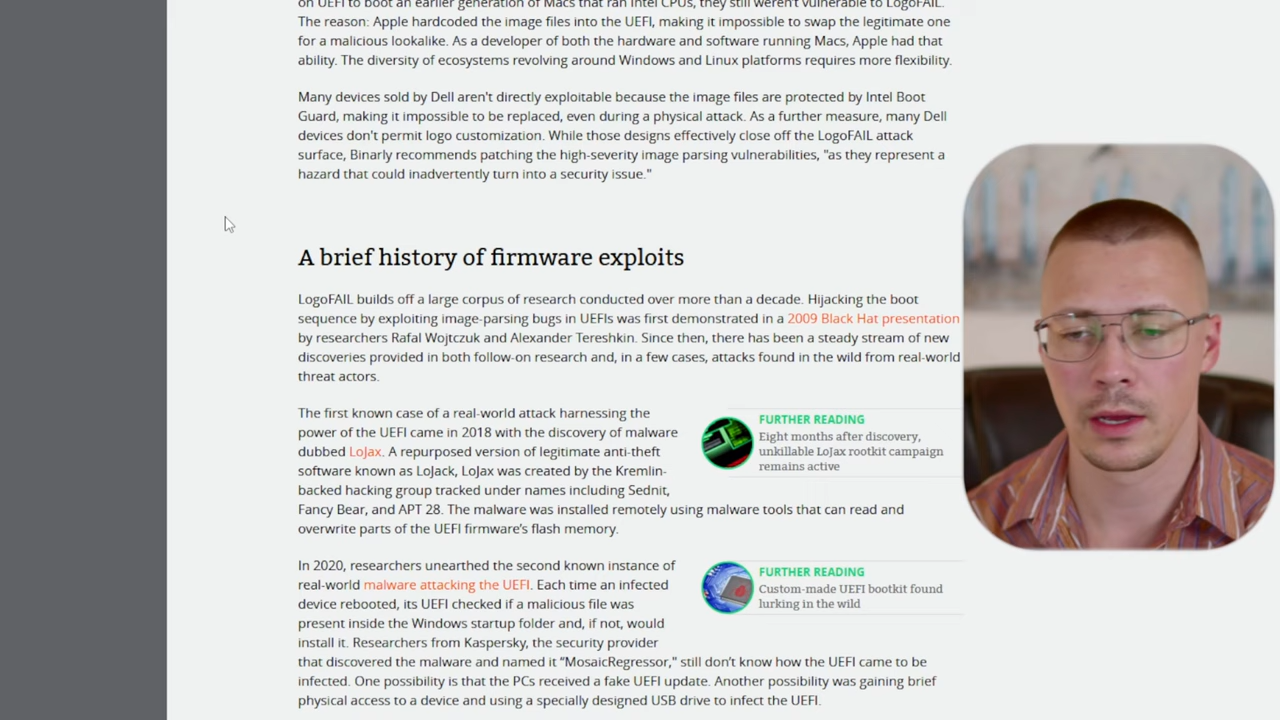 on UEFI to boot an earlier generation of Macs that ran Intel CPUs, they still weren't vulnerable to LogoFAIL.
The reason: Apple hardcoded the image files into the UEFI, making it impossible to swap the legitimate one
for a malicious lookalike. As a developer of both the hardware and software running Macs, Apple had that
ability. The diversity of ecosystems revolving around Windows and Linux platforms requires more flexibility.
Many devices sold by Dell aren't directly exploitable because the image files are protected by Intel Boot
Guard, making it impossible to be replaced, even during a physical attack. As a further measure, many Dell
devices don't permit logo customization. While those designs effectively close off the LogoFAIL attack
surface, Binarly recommends patching the high-severity image parsing vulnerabilities, "as they represent a
hazard that could inadvertently turn into a security issue."
A brief history of firmware exploits
LogoFAIL builds off a large corpus of research conducted over more than a decade. Hijacking the boot
sequence by exploiting image-parsing bugs in UEFIs was first demonstrated in a 2009 Black Hat presentation
by researchers Rafal Wojtczuk and Alexander Tereshkin. Since then, there has been a steady stream of new
discoveries provided in both follow-on research and, in a few cases, attacks found in the wild from real-world
threat actors.
The first known case of a real-world attack harnessing the
power of the UEFI came in 2018 with the discovery of malware
dubbed LoJax. A repurposed version of legitimate anti-theft
software known as LoJack, LoJax was created by the Kremlin-
backed hacking group tracked under names including Sednit,
Fancy Bear, and APT 28. The malware was installed remotely using malware tools that can read and
overwrite parts of the UEFI firmware's flash memory.
FURTHER READING
Eight months after discovery,
unkillable LoJax rootkit campaign
remains active
In 2020, researchers unearthed the second known instance of
real-world malware attacking the UEFI. Each time an infected
device rebooted, its UEFI checked if a malicious file was
present inside the Windows startup folder and, if not, would
install it. Researchers from Kaspersky, the security provider
that discovered the malware and named it “MosaicRegressor,” still don’t know how the UEFI came to be
infected. One possibility is that the PCs received a fake UEFI update. Another possibility was gaining brief
physical access to a device and using a specially designed USB drive to infect the UEFI.
FURTHER READING
Custom-made UEFI bootkit found
lurking in the wild